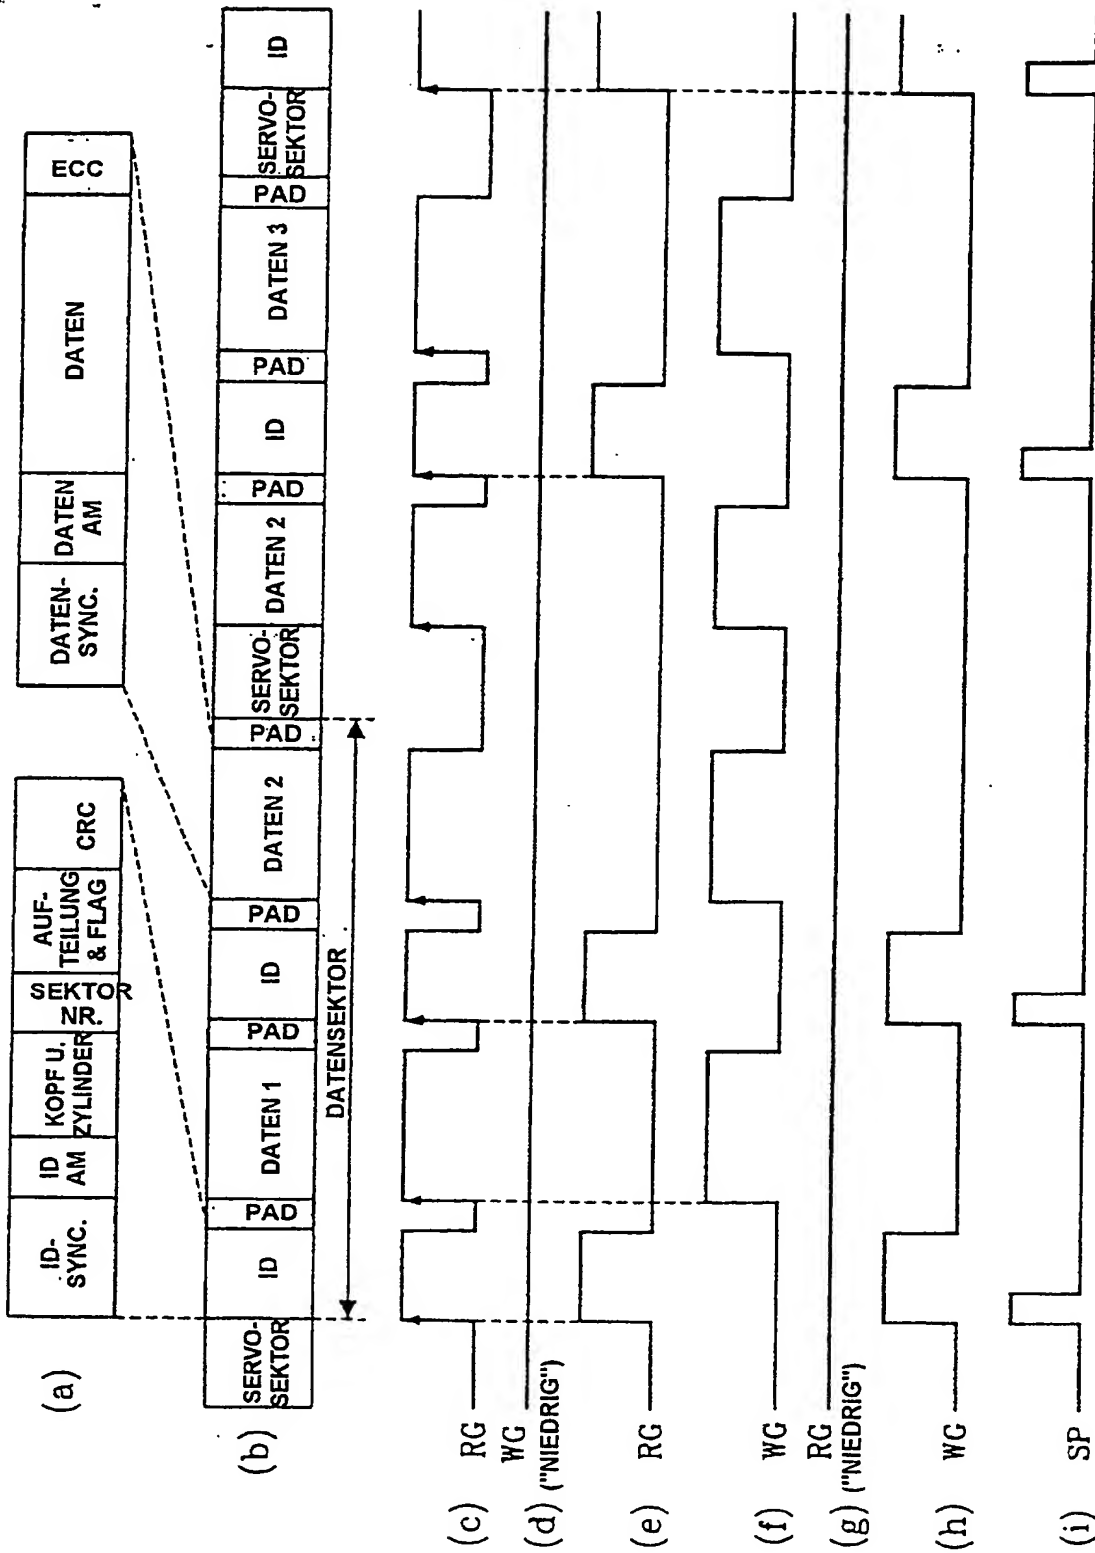 (a)
ID-
SYNC.
ID
AM
KOPF U.
ZYLINDER
SEKTOR
NR.
AUF-
TEILUNG
& FLAG
CRC
DATEN-
SYNC.
DATEN
AM
DATEN
ECC
(b)
SERVO-
SEKTOR
ID
PAD
DATEN 1
PAD
ID
PAD
DATEN 2
PAD
SERVO-
SEKTOR
DATEN 2
PAD
ID
PAD
DATEN 3
PAD
SERVO-
SEKTOR
ID
DATENSEKTOR
(c) RG
(d) WG
("NIEDRIG")
(e) RG
(f) WG
(g) RG
("NIEDRIG")
(h) WG
(i) SP